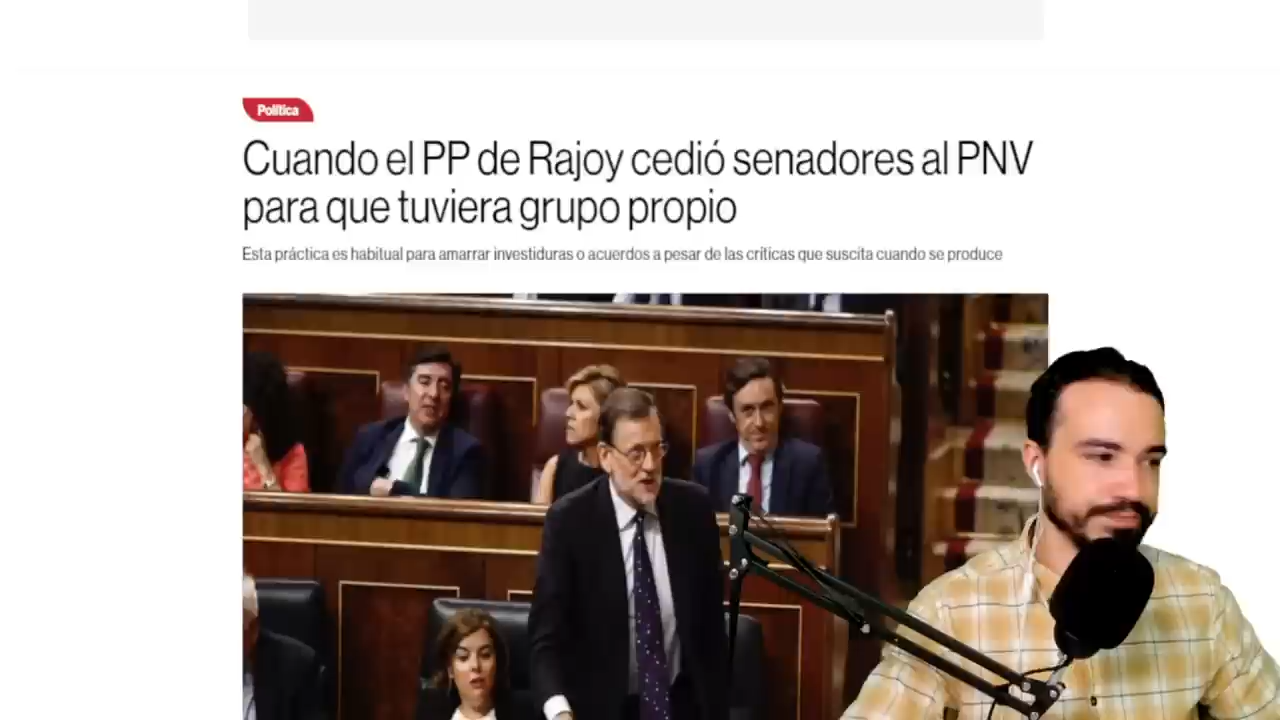 Política
Cuando el PP de Rajoy cedió senadores al PNV
para que tuviera grupo propio
Esta práctica es habitual para amarrar investiduras o acuerdos a pesar de las críticas que suscita cuando se produce